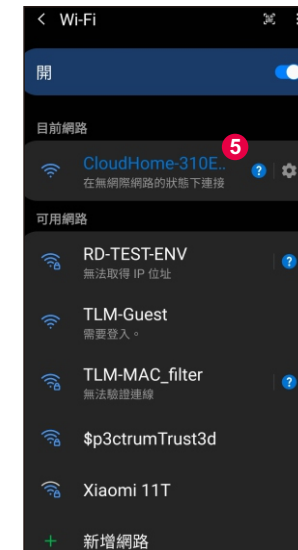 Wi-Fi
開
目前網路
5
CloudHome-310E..
在無網際網路的狀態下連接
可用網路
RD-TEST-ENV
無法取得 IP 位址
TLM-Guest
需要登入。
TLM-MAC_filter
無法驗證連線
$p3ctrumTrust3d
Xiaomi 11T
新增網路